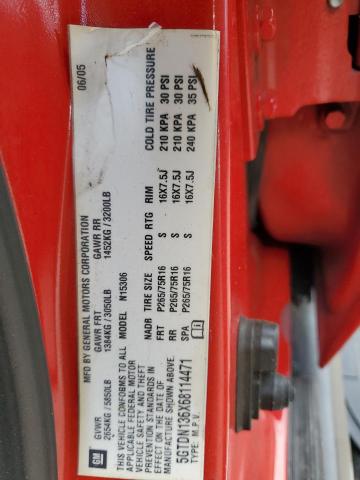 GM
MFD BY GENERAL MOTORS CORPORATION 06/05
GVWR GAWR FRT GAWR RR
2654KG / 5850LB 1384KG / 3050LB 1452KG / 3200LB
THIS VEHICLE CONFORMS TO ALL
APPLICABLE FEDERAL MOTOR
VEHICLE SAFETY AND THEFT
PREVENTION STANDARDS IN
EFFECT ON THE DATE OF
MANUFACTURE SHOWN ABOVE.
5GTDN136X68114471
TYPE: M.P.V.
MODEL N15306
NADR TIRE SIZE SPEED RTG RIM COLD TIRE PRESSURE
FRT P265/75R16 S 16X7.5J 210 KPA 30 PSI
RR P265/75R16 S 16X7.5J 210 KPA 30 PSI
SPA P265/75R16 S 16X7.5J 240 KPA 35 PSI